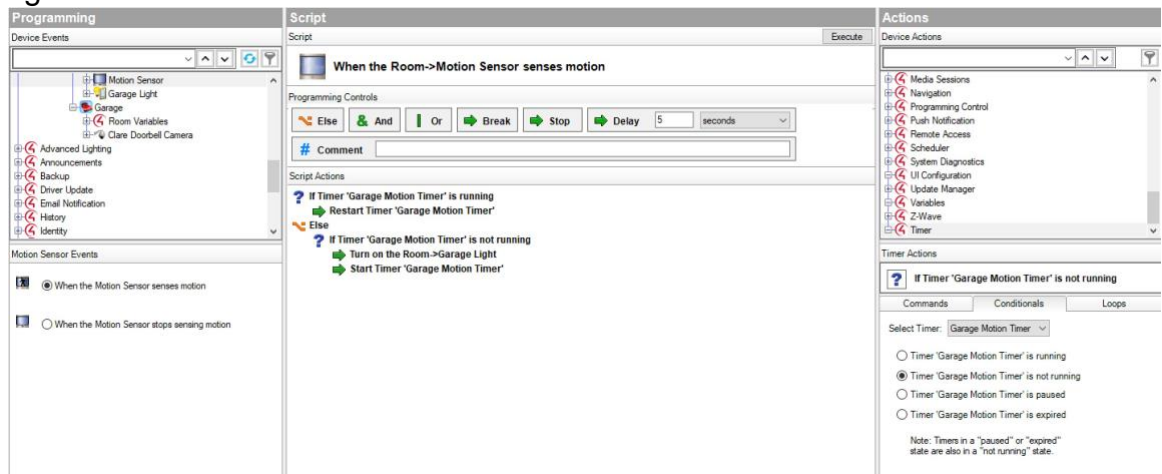 Programming
Device Events
Motion Sensor
Garage Light
Garage
Room Variables
Clare Doorbell Camera
Advanced Lighting
Announcements
Backup
Driver Update
Email Notification
History
Identity
Motion Sensor Events
When the Motion Sensor senses motion
When the Motion Sensor stops sensing motion
Script
Script
Execute
When the Room->Motion Sensor senses motion
Programming Controls
Else
& And
Or
Break
Stop
Delay
5
seconds
# Comment
Script Actions
? If Timer 'Garage Motion Timer' is running
Restart Timer 'Garage Motion Timer'
Else
? If Timer 'Garage Motion Timer' is not running
Turn on the Room->Garage Light
Start Timer 'Garage Motion Timer'
Actions
Device Actions
Media Sessions
Navigation
Programming Control
Push Notification
Remote Access
Scheduler
System Diagnostics
UI Configuration
Update Manager
Variables
Z-Wave
Timer
Timer Actions
? If Timer 'Garage Motion Timer' is not running
Commands
Conditionals
Loops
Select Timer: Garage Motion Timer
Timer 'Garage Motion Timer' is running
Timer 'Garage Motion Timer' is not running
Timer 'Garage Motion Timer' is paused
Timer 'Garage Motion Timer' is expired
Note: Timers in a "paused" or "expired"
state are also in a "not running" state.